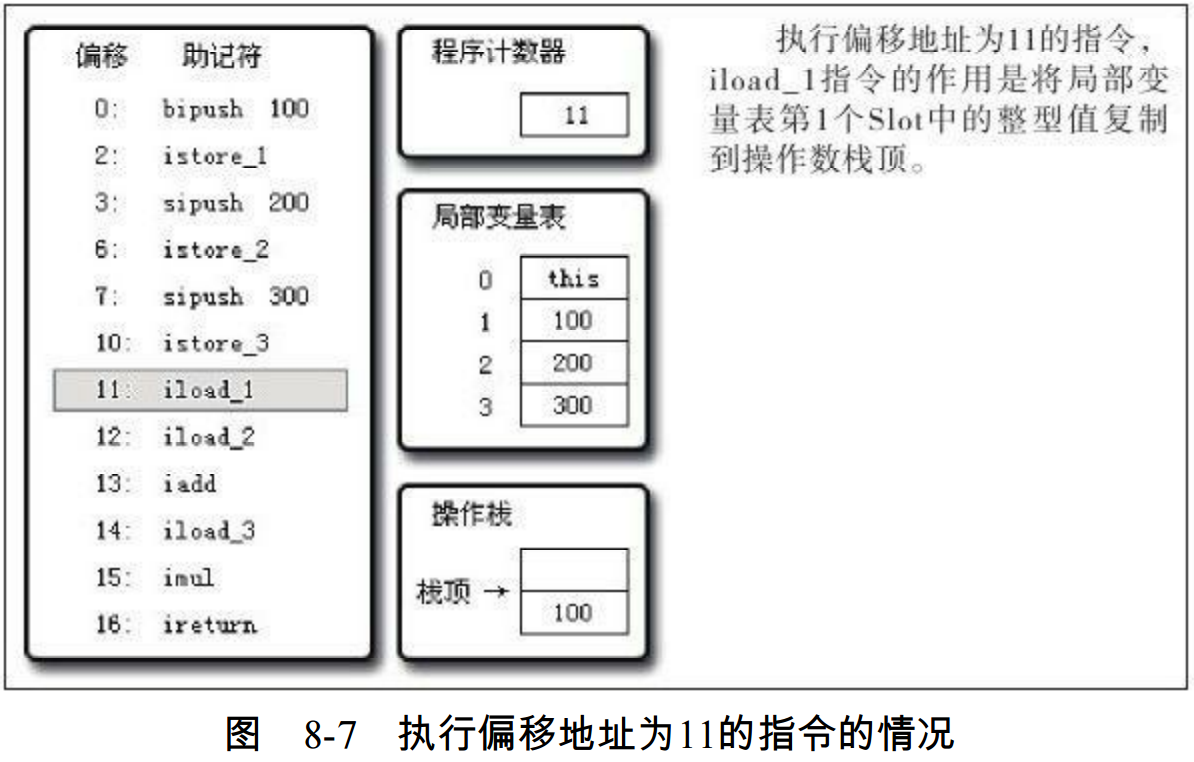 偏移 助记符
0: bipush 100
2: istore_1
3: sipush 200
6: istore_2
7: sipush 300
10: istore_3
11: iload_1
12: iload_2
13: iadd
14: iload_3
15: imul
16: ireturn
程序计数器
11
局部变量表
0 this
1 100
2 200
3 300
操作栈
栈顶 →
100
执行偏移地址为11的指令，
iload_1指令的作用是将局部变
量表第1个Slot中的整型值复制
到操作数栈顶。
图 8-7 执行偏移地址为11的指令的情况